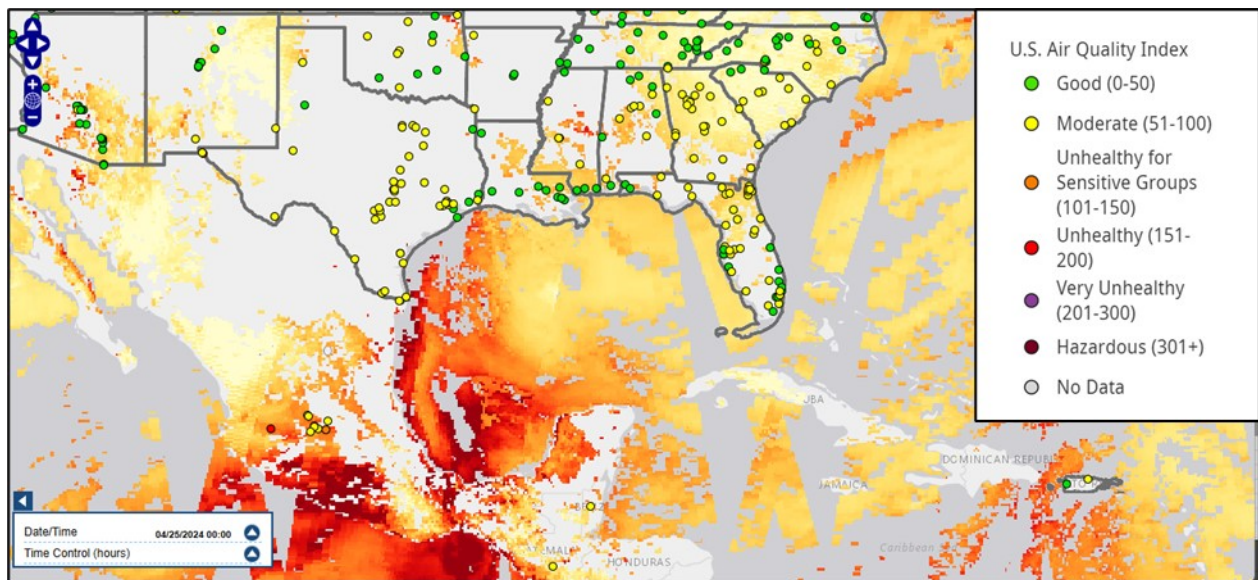 U.S. Air Quality Index
Good (0-50)
Moderate (51-100)
Unhealthy for
Sensitive Groups
(101-150)
Unhealthy (151-
200)
Very Unhealthy
(201-300)
Hazardous (301+)
No Data
UBA
DOMINICAN REPUBL
JAMAICA
Caribbean
HONDURAS
Date/Time 04/25/2024 00:00
Time Control (hours)